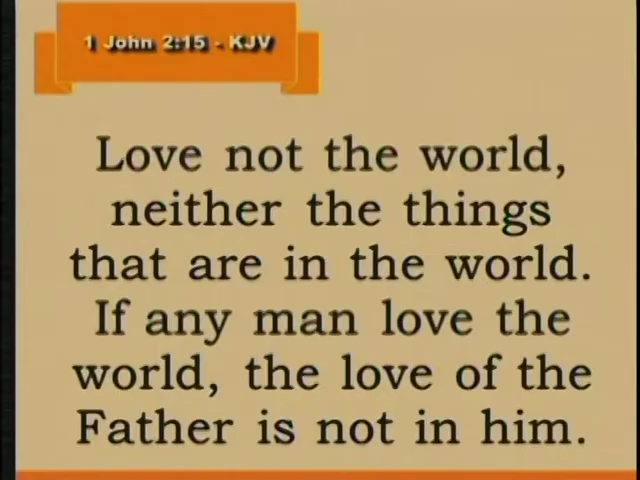 1 John 2:15 - KJV
Love not the world,
neither the things
that are in the world.
If any man love the
world, the love of the
Father is not in him.